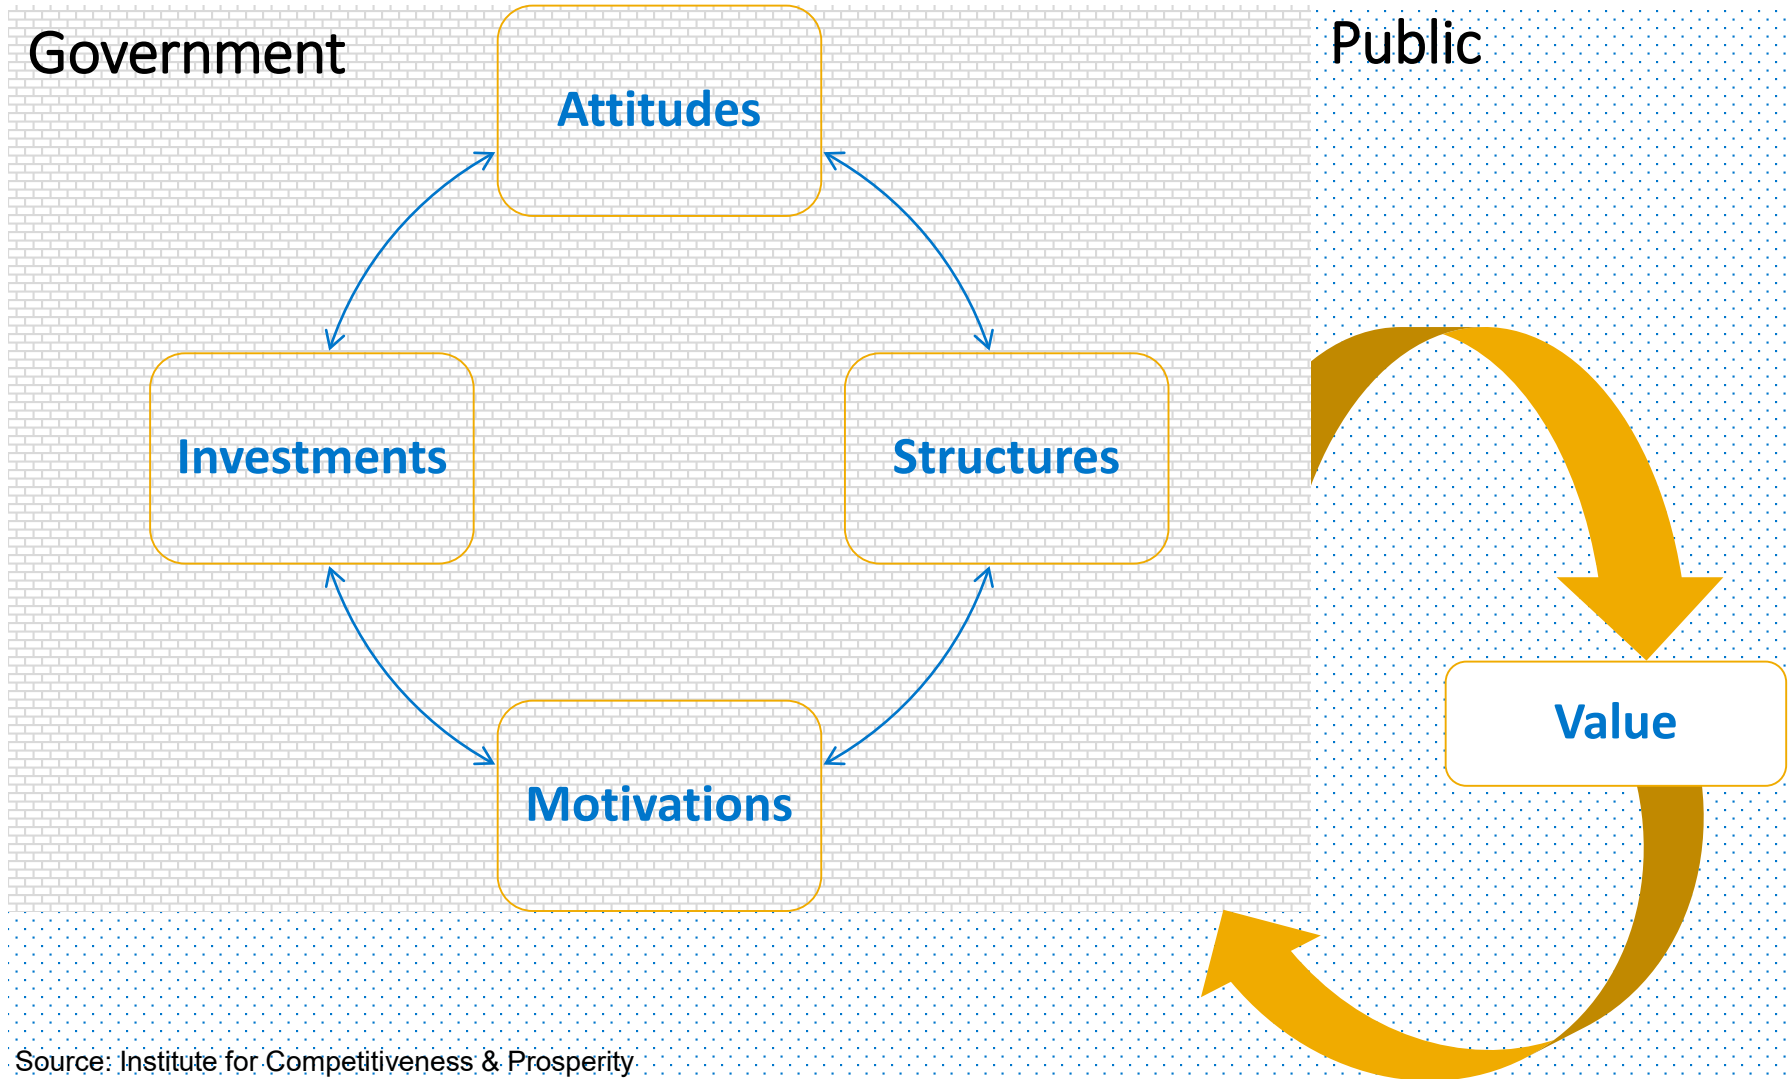 Government
Public
Attitudes
Investments
Structures
Motivations
Value
Source: Institute for Competitiveness & Prosperity